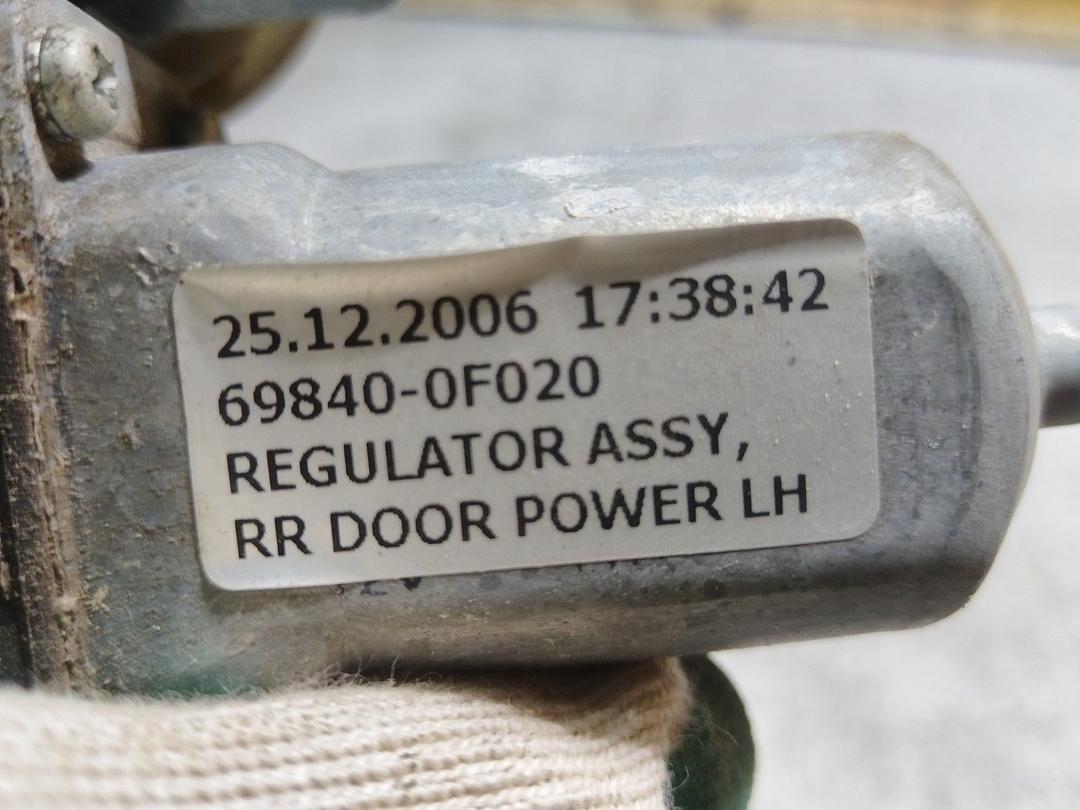 25.12.2006 17:38:42
69840-0F020
REGULATOR ASSY,
RR DOOR POWER LH